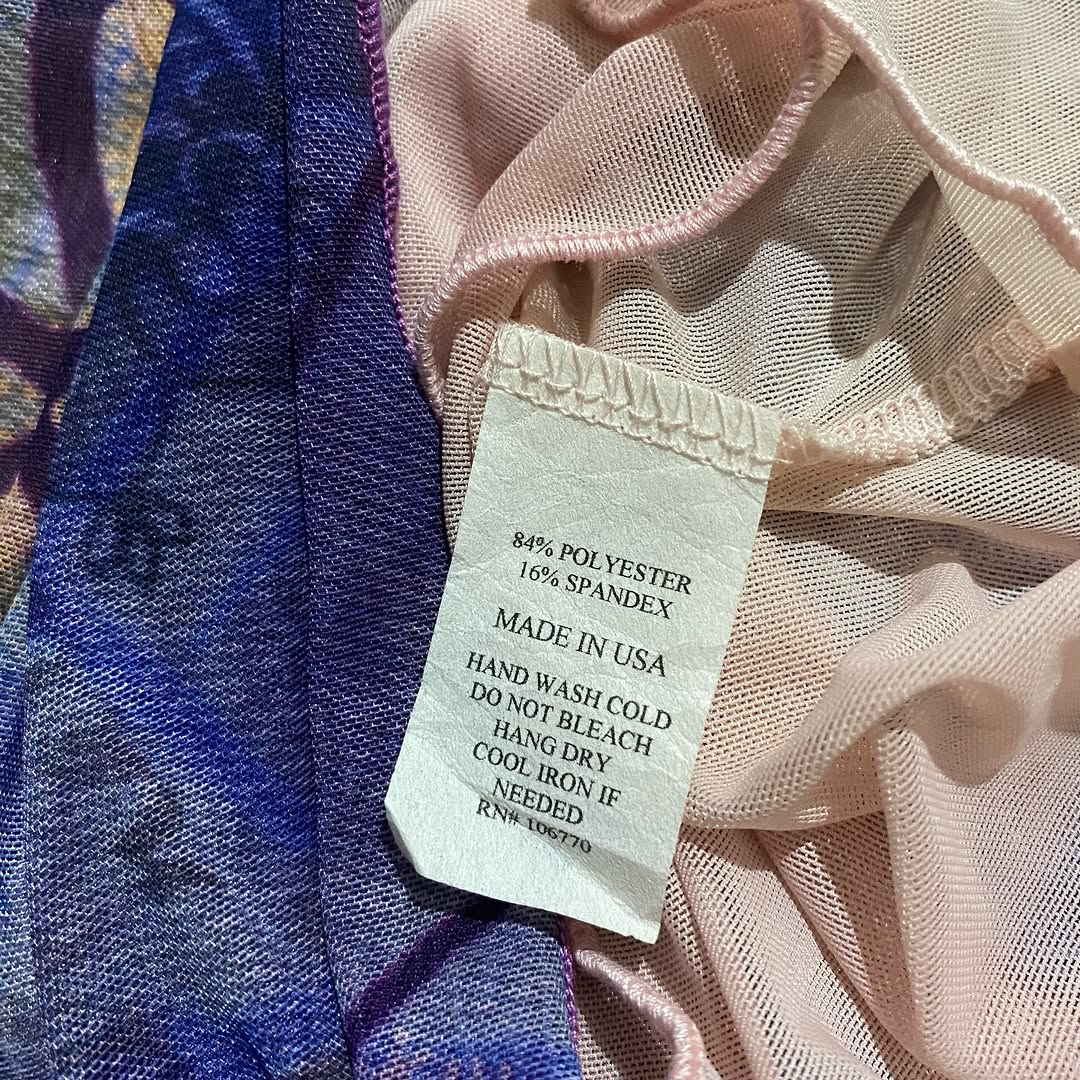 84% POLYESTER
16% SPANDEX
MADE IN USA
HAND WASH COLD
DO NOT BLEACH
HANG DRY
COOL IRON IF
NEEDED
RN# 106770